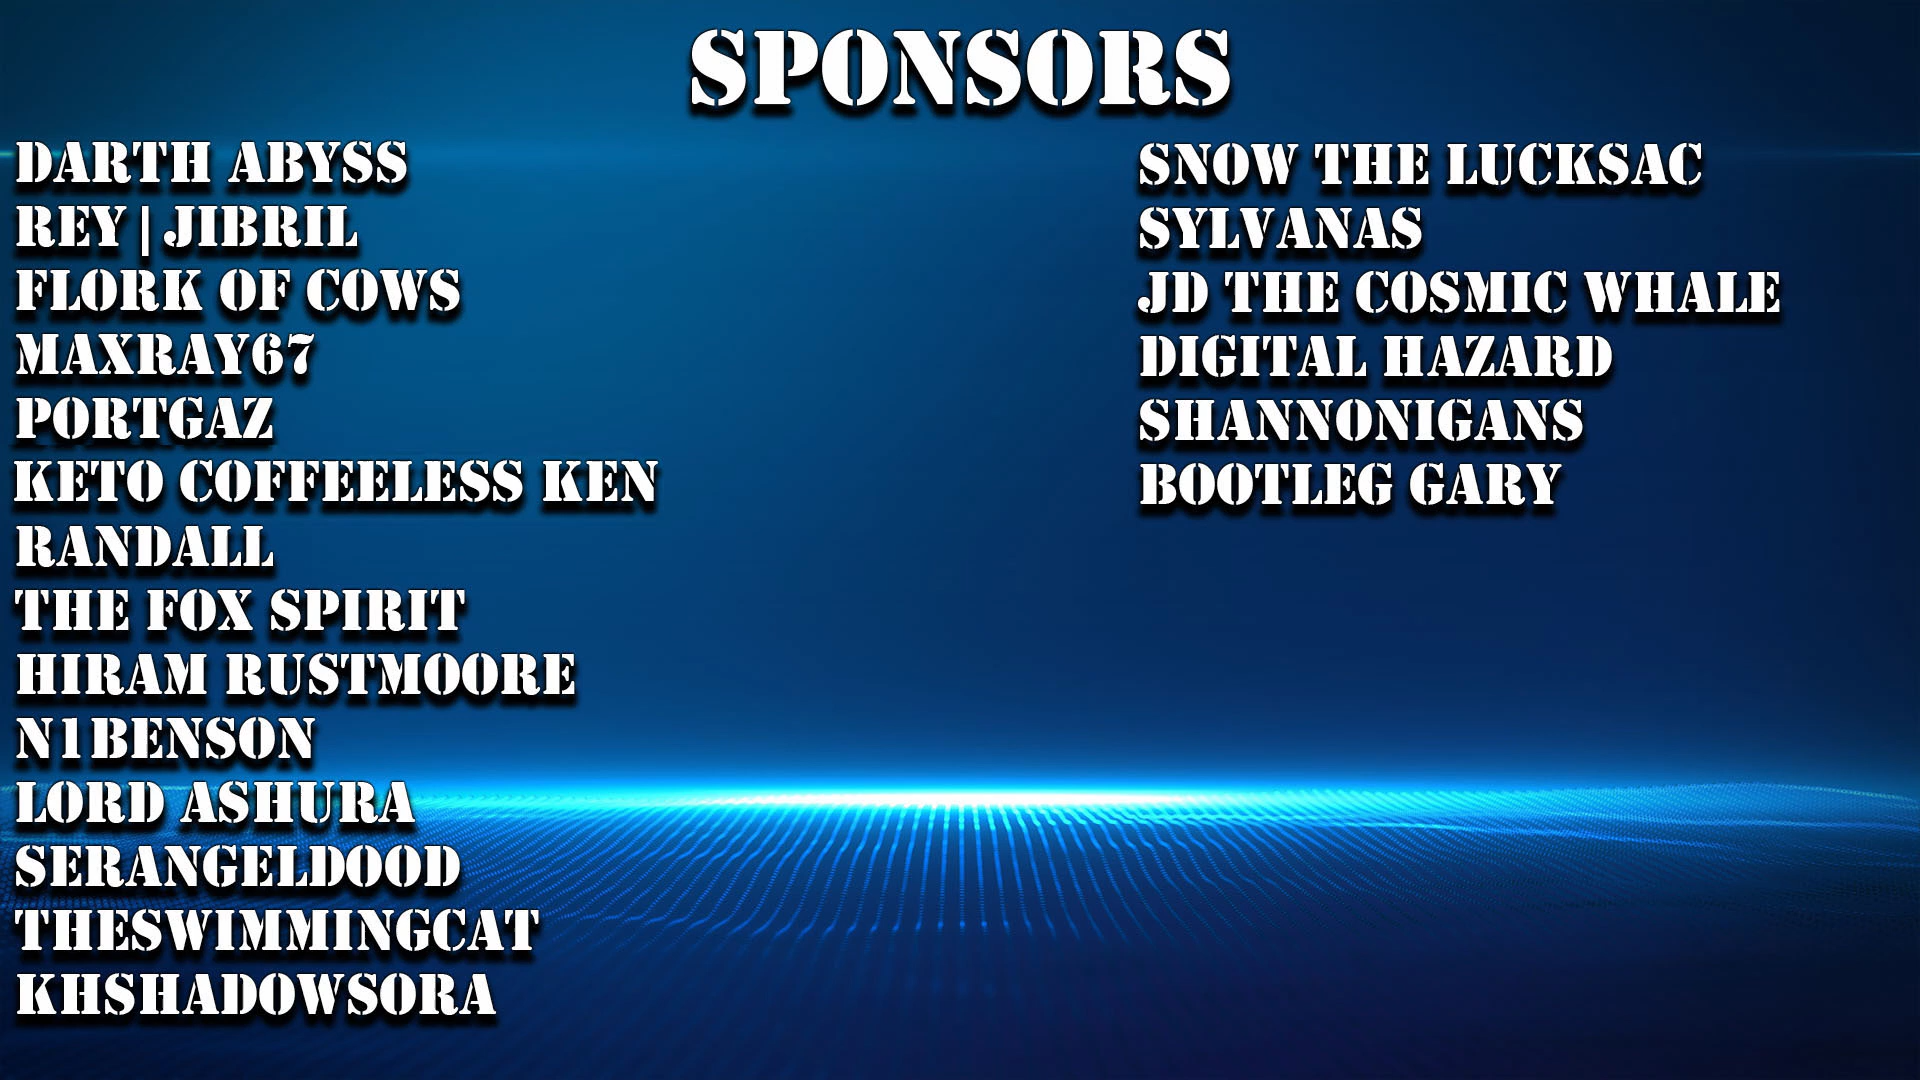 SPONSORS
DARTH ABYSS
REY | JIBRIL
FLORK OF COWS
MAXRAY67
PORTGAZ
KETO COFFEELESS KEN
RANDALL
THE FOX SPIRIT
HIRAM RUSTMOORE
N1BENSON
LORD ASHURA
SERANGELDOOD
THESWIMMINGCAT
KHSHADOWSORA
SNOW THE LUCKSAC
SYLVANAS
JD THE COSMIC WHALE
DIGITAL HAZARD
SHANNONIGANS
BOOTLEG GARY